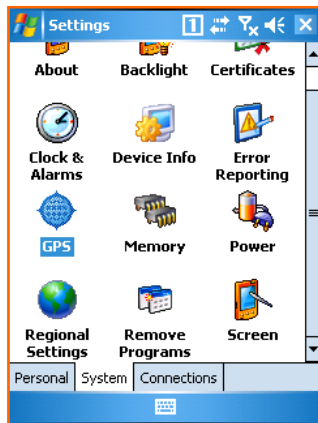 Settings
1
About Backlight Certificates
Clock & Device Info Error
Alarms Reporting
GPS Memory Power
Regional Remove Screen
Settings Programs
Personal System Connections